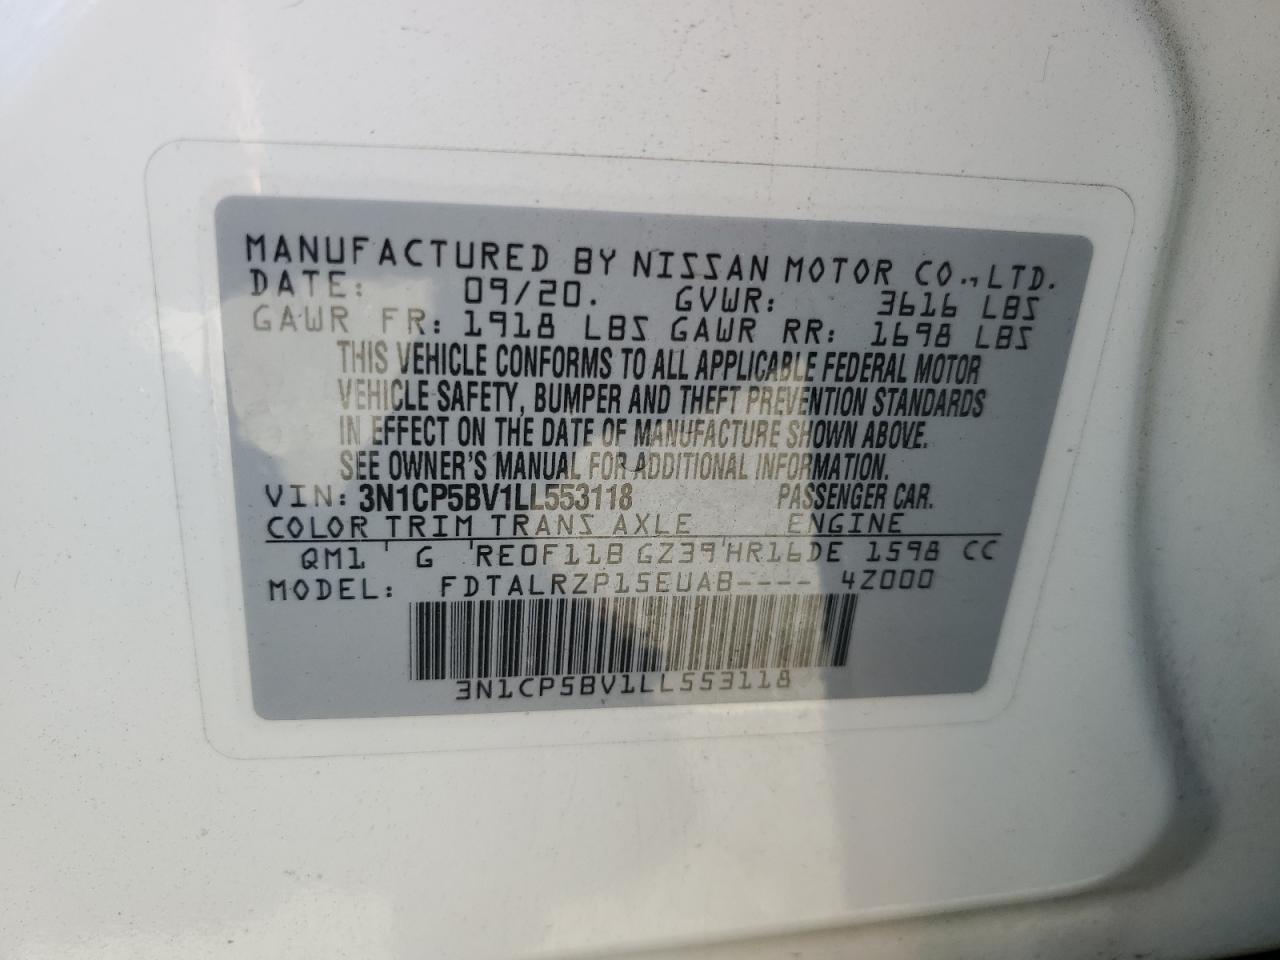 MANUFACTURED BY NISSAN MOTOR CO., LTD.
DATE: 09/20. GVWR: 3616 LBS
GAWR FR: 1918 LBS GAWR RR: 1698 LBS
THIS VEHICLE CONFORMS TO ALL APPLICABLE FEDERAL MOTOR
VEHICLE SAFETY, BUMPER AND THEFT PREVENTION STANDARDS
IN EFFECT ON THE DATE OF MANUFACTURE SHOWN ABOVE.
SEE OWNER'S MANUAL FOR ADDITIONAL INFORMATION.
VIN: 3N1CP5BV1LL553118 PASSENGER CAR.
COLOR TRIM TRANS AXLE ENGINE
QM1 ' G 'RE0F11B GZ39'HR16DE 1598 CC
MODEL: FDTALRZP15EUAB---- 4Z000
3N1CP5BV1LL553118